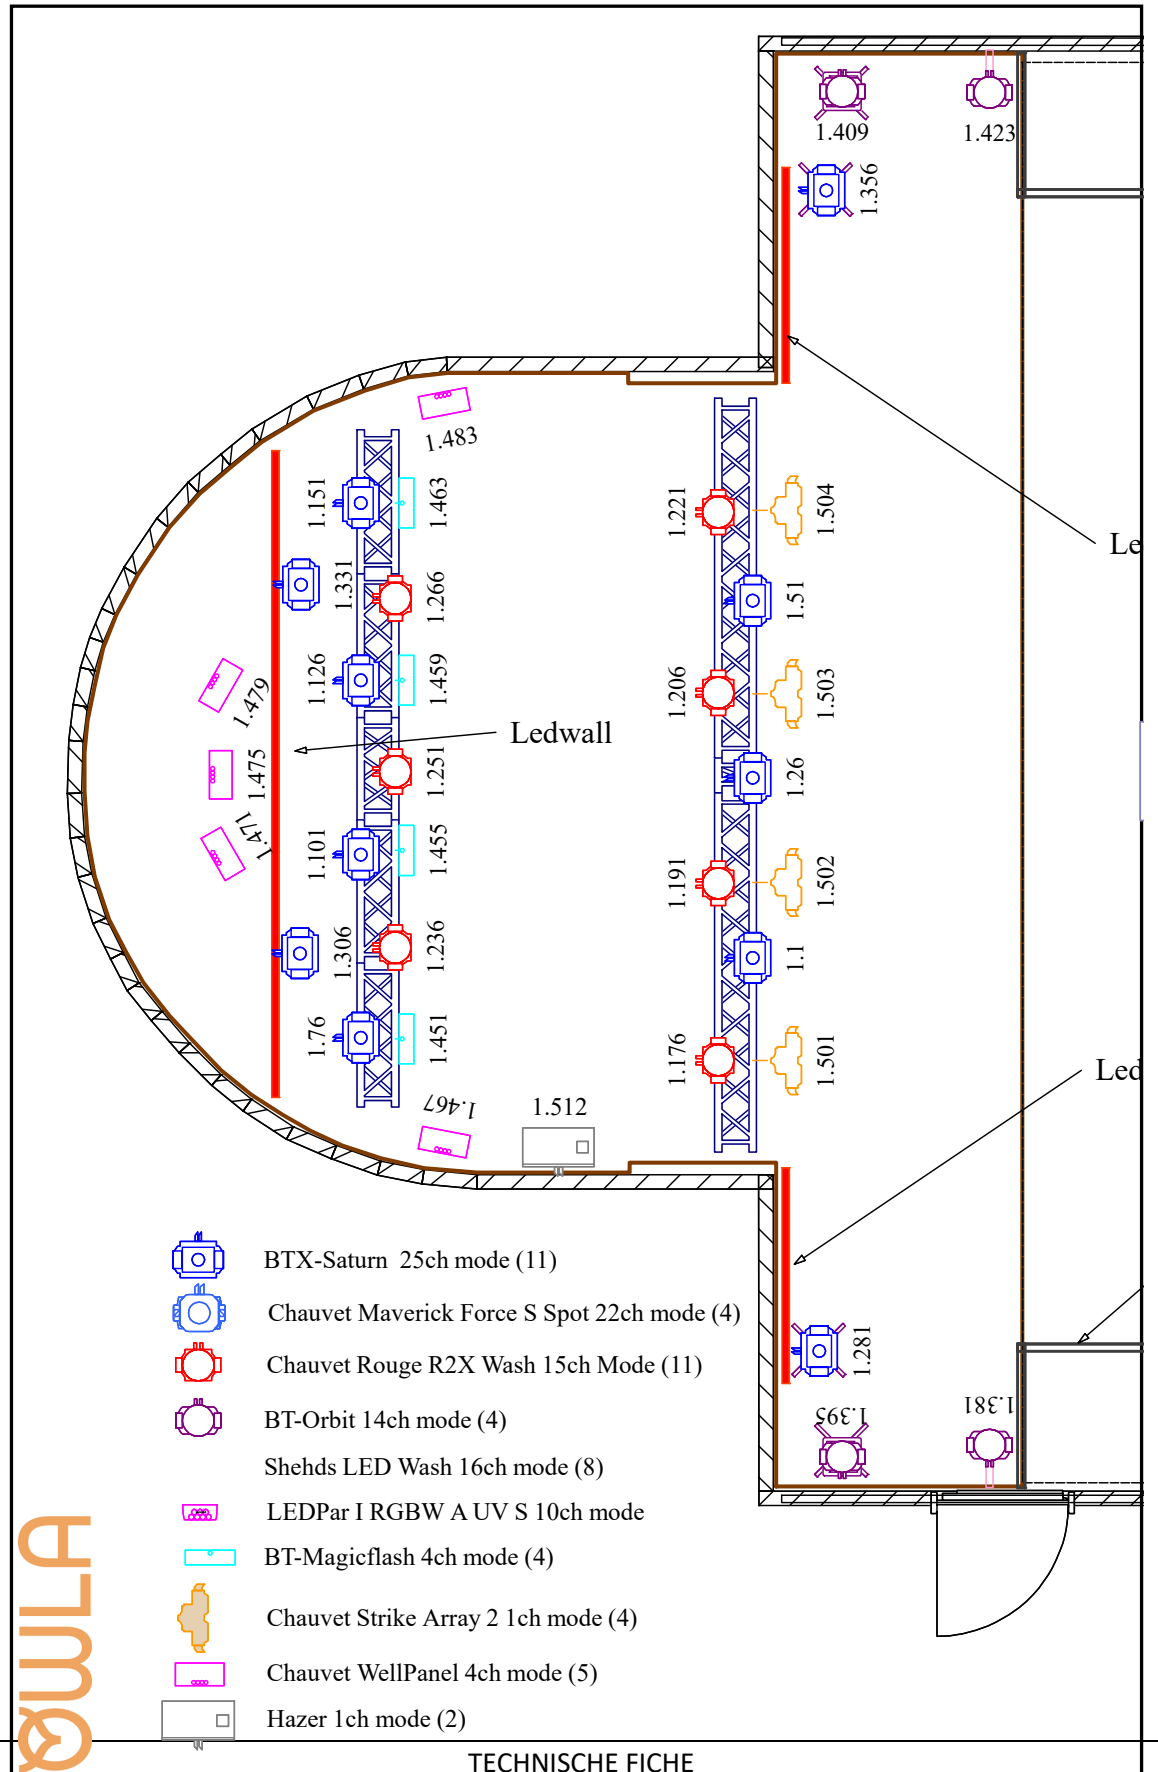 1.409
1.423
1.356
1.483
1.151
1.463
1.221
1.504
Le
1.331
1.266
1.51
1.126
1.459
1.206
1.503
1.479
Ledwall
1.475
1.251
1.26
1.471
1.101
1.455
1.191
1.502
1.306
1.236
1.1
1.76
1.451
1.176
1.501
Led
1.467
1.512
1.281
1.395
1.381
BTX-Saturn 25ch mode (11)
Chauvet Maverick Force S Spot 22ch mode (4)
Chauvet Rouge R2X Wash 15ch Mode (11)
BT-Orbit 14ch mode (4)
Shehds LED Wash 16ch mode (8)
LEDPar I RGBW A UV S 10ch mode
BT-Magicflash 4ch mode (4)
Chauvet Strike Array 2 1ch mode (4)
Chauvet WellPanel 4ch mode (5)
Hazer 1ch mode (2)
QWLA
TECHNISCHE FICHE